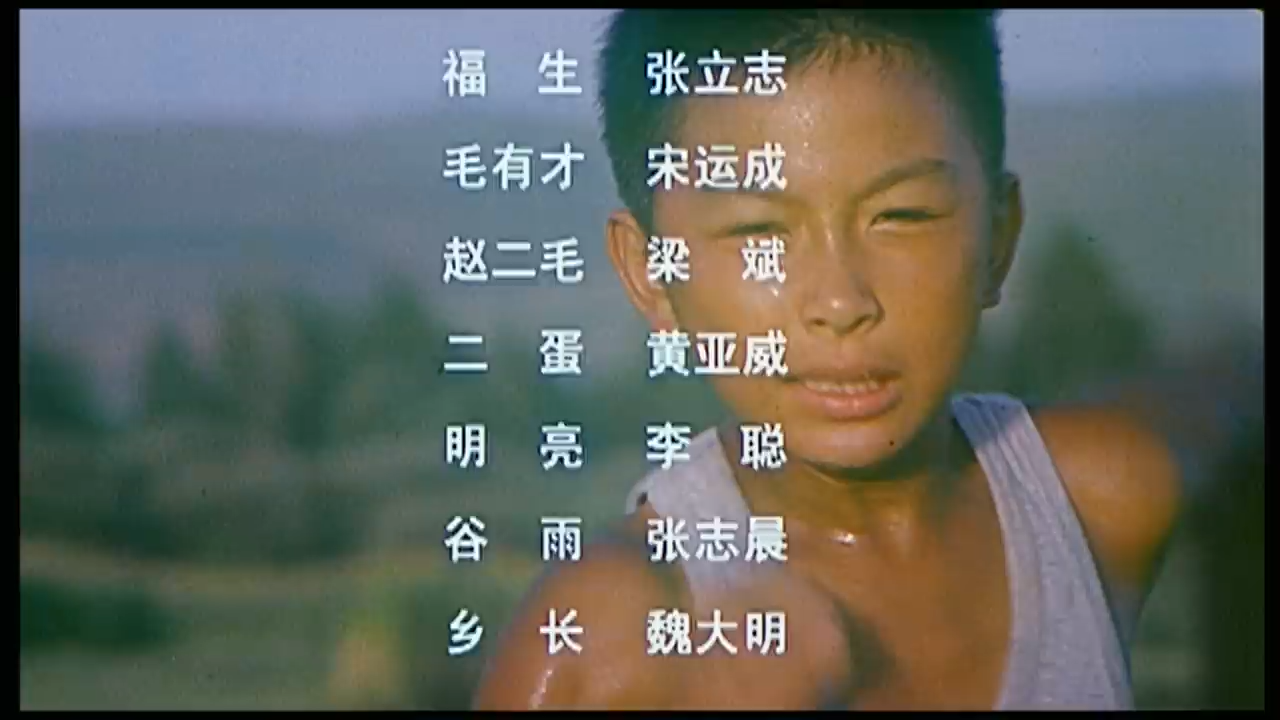 福生 张立志
毛有才 宋运成
赵二毛 梁斌
二蛋 黄亚威
明亮 李聪
谷雨 张志晨
乡长 魏大明